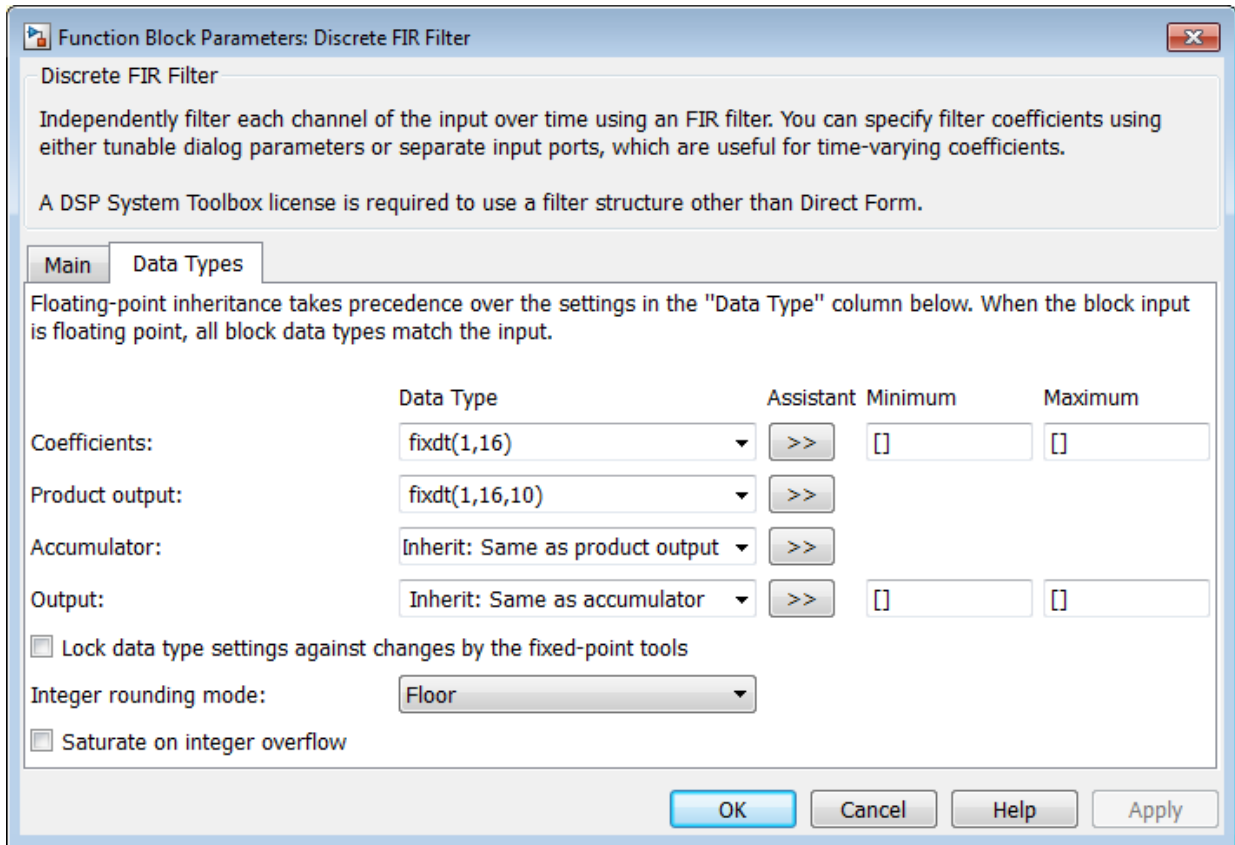 Function Block Parameters: Discrete FIR Filter
Discrete FIR Filter
Independently filter each channel of the input over time using an FIR filter. You can specify filter coefficients using
either tunable dialog parameters or separate input ports, which are useful for time-varying coefficients.
A DSP System Toolbox license is required to use a filter structure other than Direct Form.
Main Data Types
Floating-point inheritance takes precedence over the settings in the "Data Type" column below. When the block input
is floating point, all block data types match the input.
Data Type Assistant Minimum Maximum
Coefficients: fixdt(1,16) >> [] []
Product output: fixdt(1,16,10) >>
Accumulator: Inherit: Same as product output >>
Output: Inherit: Same as accumulator >> [] []
Lock data type settings against changes by the fixed-point tools
Integer rounding mode: Floor
Saturate on integer overflow
OK Cancel Help Apply